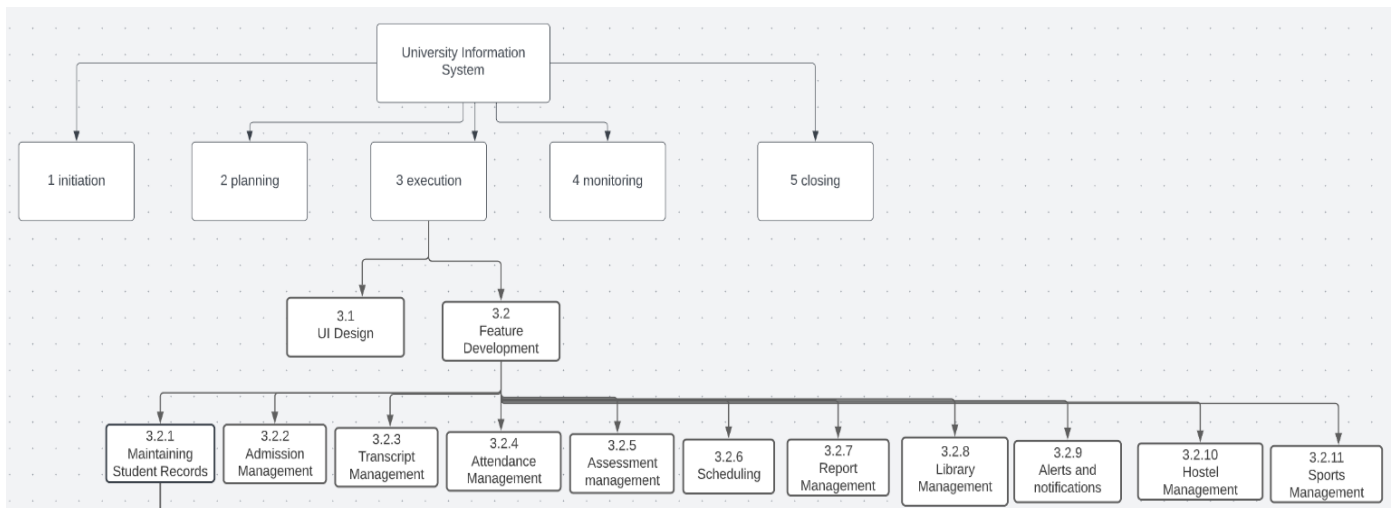 University Information
System
1 initiation
2 planning
3 execution
4 monitoring
5 closing
3.1
UI Design
3.2
Feature
Development
3.2.1
Maintaining
Student Records
3.2.2
Admission
Management
3.2.3
Transcript
Management
3.2.4
Attendance
Management
3.2.5
Assessment
management
3.2.6
Scheduling
3.2.7
Report
Management
3.2.8
Library
Management
3.2.9
Alerts and
notifications
3.2.10
Hostel
Management
3.2.11
Sports
Management